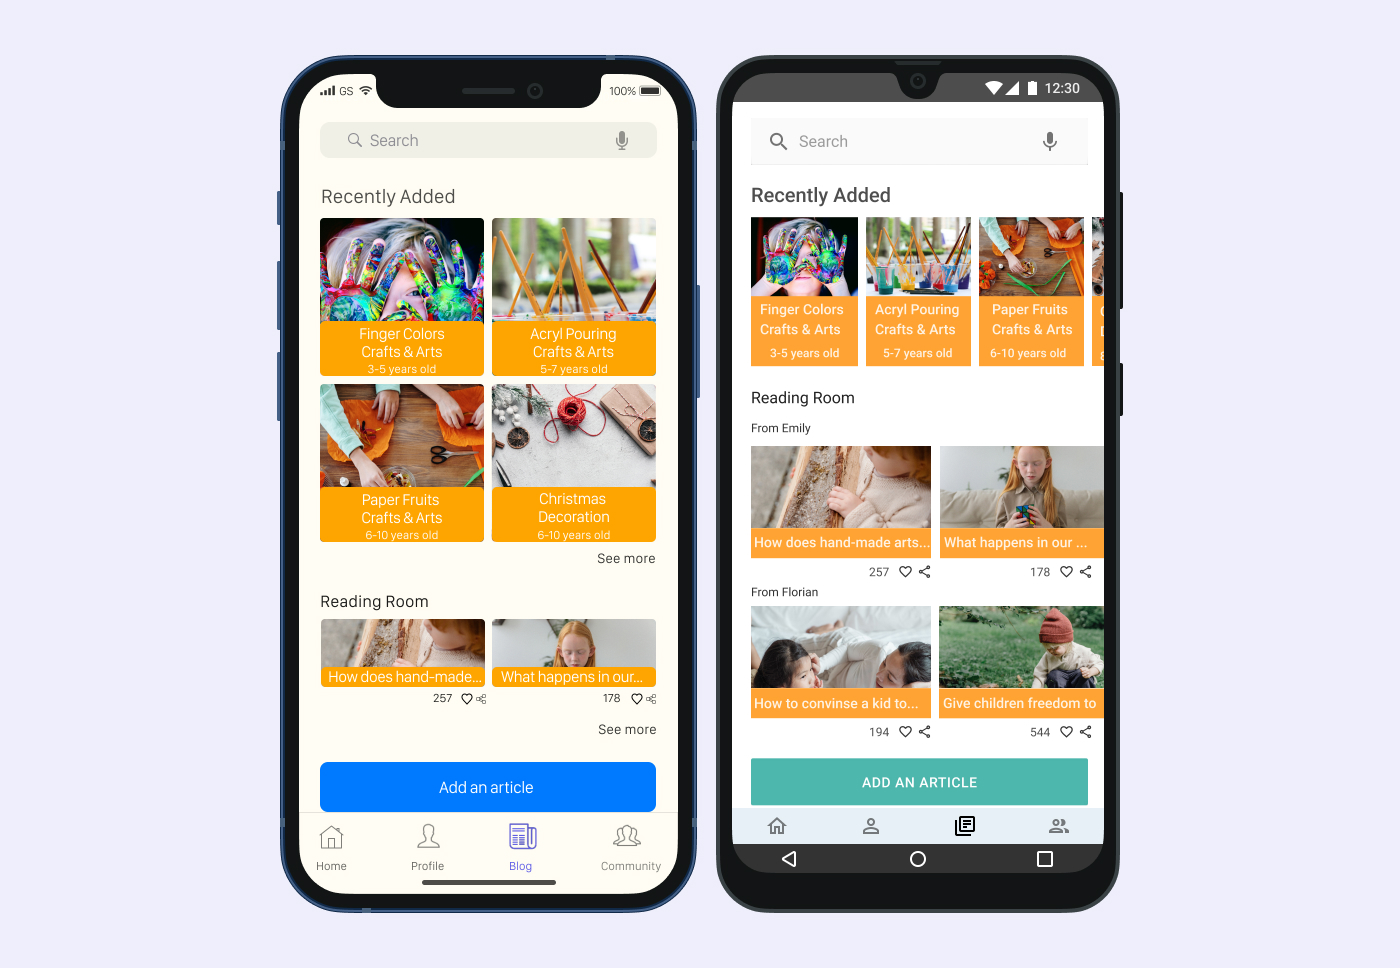 GS
100%
Search
Recently Added
Finger Colors
Crafts & Arts
3-5 years old
Acryl Pouring
Crafts & Arts
5-7 years old
Paper Fruits
Crafts & Arts
6-10 years old
Christmas
Decoration
6-10 years old
See more
Reading Room
How does hand-made...
What happens in our...
257
178
See more
Add an article
Home
Profile
Blog
Community
12:30
Search
Recently Added
Finger Colors
Crafts & Arts
3-5 years old
Acryl Pouring
Crafts & Arts
5-7 years old
Paper Fruits
Crafts & Arts
6-10 years old
Reading Room
From Emily
How does hand-made arts...
What happens in our ...
257
178
From Florian
How to convinse a kid to...
Give children freedom to
194
544
ADD AN ARTICLE